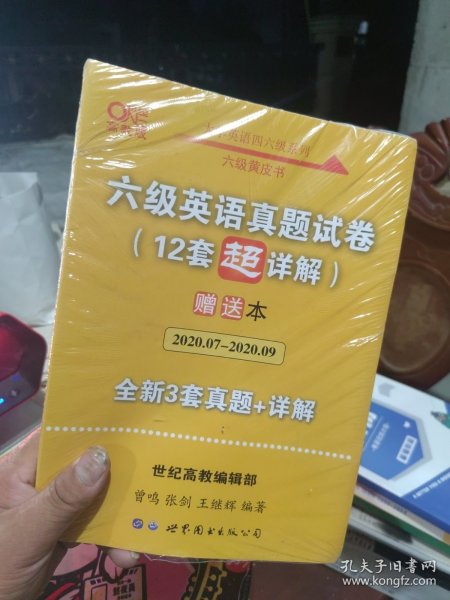 高教版
英语四六级系列
六级黄皮书
六级英语真题试卷
(12套超详解)
赠送本
2020.07-2020.09
全新3套真题+详解
世纪高教编辑部
曾鸣 张剑 王继辉 编著
世界图书出版公司
孔夫子旧书网
www.kongfz.com